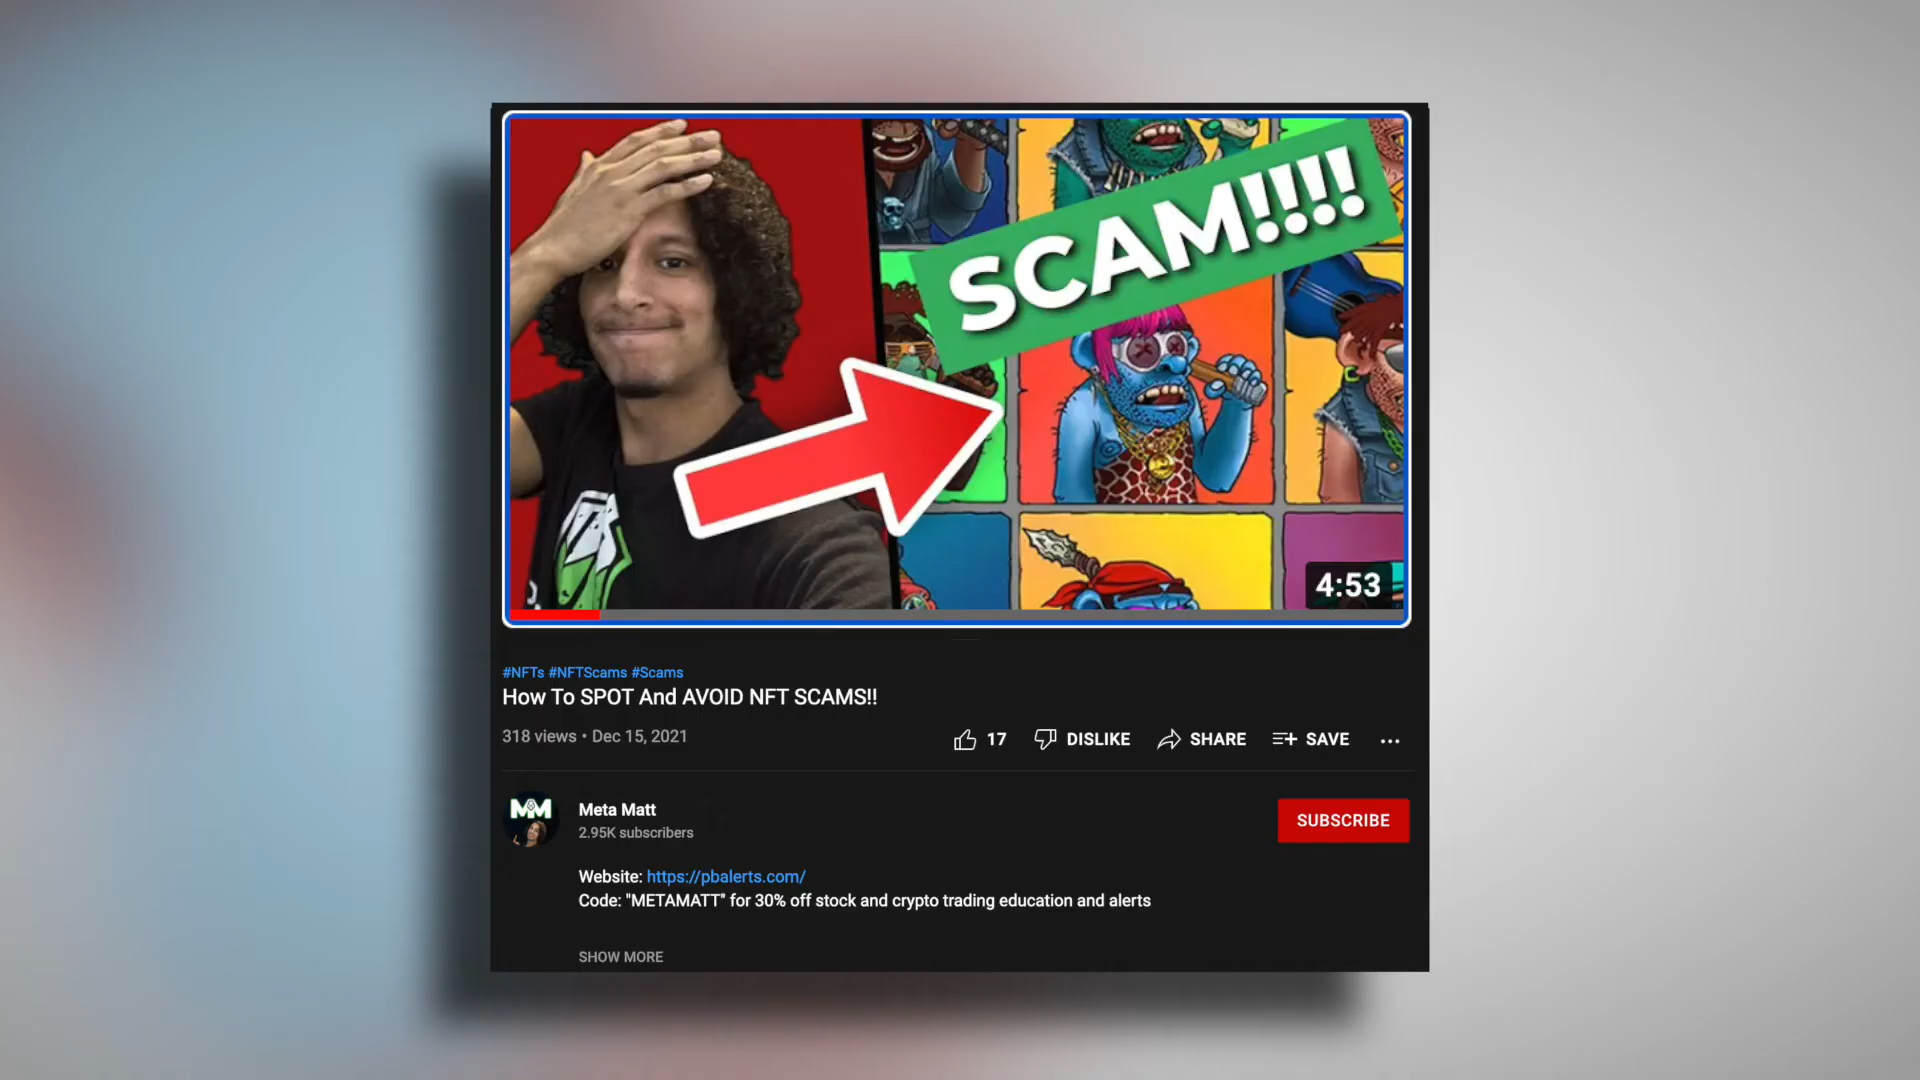 SCAM!!!!
4:53
#NFTs #NFTScams #Scams
How To SPOT And AVOID NFT SCAMS!!
318 views • Dec 15, 2021
17 DISLIKE SHARE SAVE
MM
Meta Matt
2.95K subscribers
SUBSCRIBE
Website: https://pbalerts.com/
Code: "METAMATT" for 30% off stock and crypto trading education and alerts
SHOW MORE